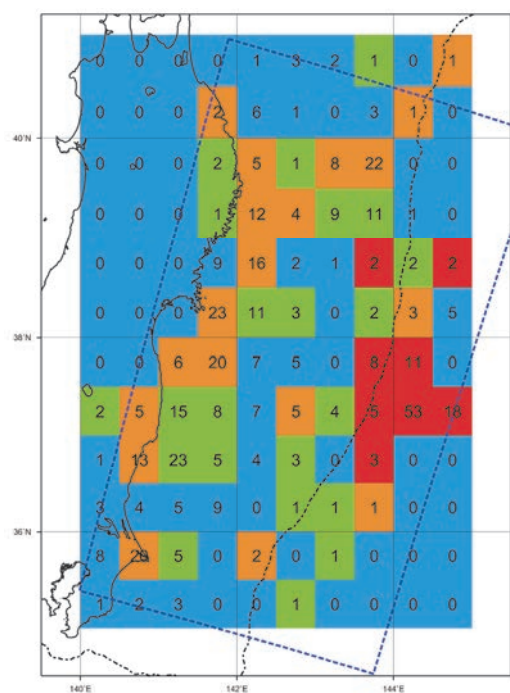 0 0 0 0 1 3 2 1 0 1
0 0 0 2 6 1 0 3 1 0
40°N
0 0 0 2 5 1 8 22 0 0
0 0 0 1 12 4 9 11 1 0
0 0 0 9 16 2 1 2 2 2
0 0 0 23 11 3 0 2 3 5
38°N
0 0 6 20 7 5 0 8 11 0
2 5 15 8 7 5 4 5 53 18
1 13 23 5 4 3 0 3 0 0
3 4 5 9 0 1 1 1 0 0
36°N
8 5 0 2 0 1 0 0 0
1 2 3 0 0 1 0 0 0 0
140°E 142°E 144°E